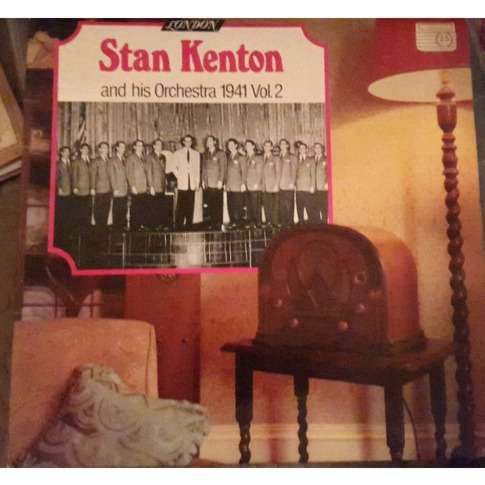 LONDON
Stan Kenton
and his Orchestra 1941 Vol.2